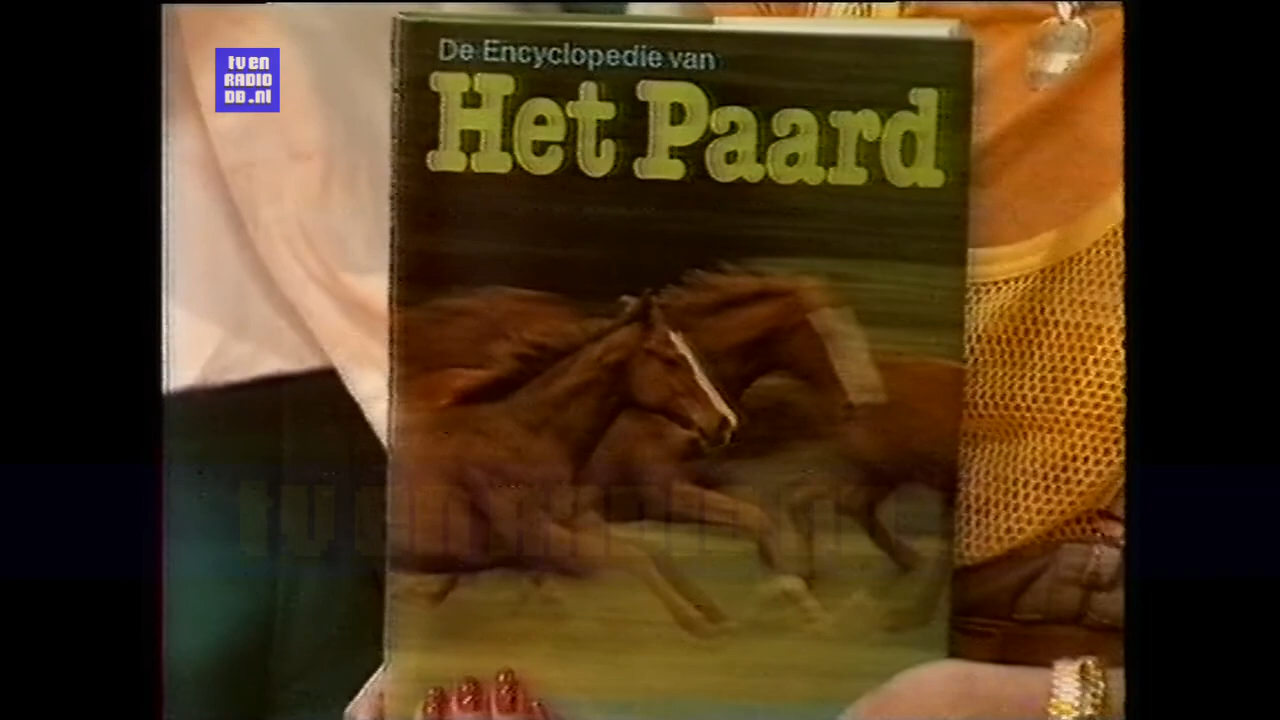 tv en
RADIO
DB.nl
De Encyclopedie van
Het Paard